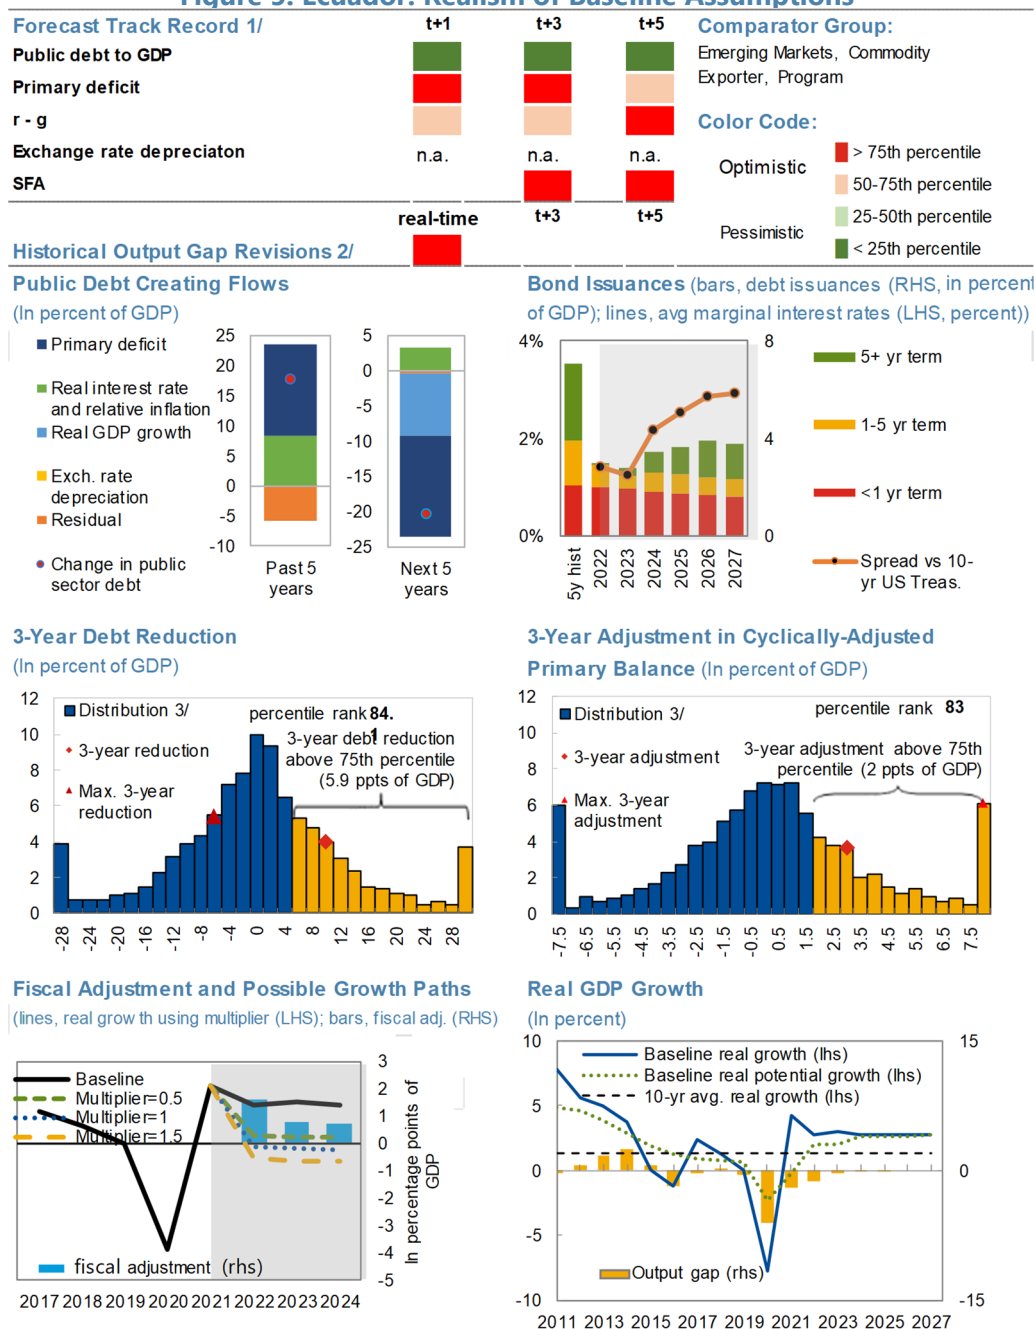 Figure 5. Ecuador: Realism of Baseline Assumptions
Forecast Track Record 1/ t+1 t+3 t+5 Comparator Group:
Public debt to GDP
Emerging Markets, Commodity
Exporter, Program
Primary deficit
r - g
Color Code:
Exchange rate depreciaton n.a. n.a. n.a.
SFA
Optimistic
> 75th percentile
50-75th percentile
25-50th percentile
Pessimistic
< 25th percentile
real-time t+3 t+5
Historical Output Gap Revisions 2/
Public Debt Creating Flows
(In percent of GDP)
Primary deficit
Real interest rate
and relative inflation
Real GDP growth
Exch. rate
depreciation
Residual
Change in public
sector debt
25
20
15
10
5
0
-5
-10
Past 5
years
5
0
-5
-10
-15
-20
-25
Next 5
years
Bond Issuances (bars, debt issuances (RHS, in percent
of GDP); lines, avg marginal interest rates (LHS, percent))
4%
2%
0%
8
4
0
5y hist 2022 2023 2024 2025 2026 2027
5+ yr term
1-5 yr term
<1 yr term
Spread vs 10-
yr US Treas.
3-Year Debt Reduction
(In percent of GDP)
12
10
8
6
4
2
0
Distribution 3/
3-year reduction
Max. 3-year
reduction
percentile rank 84.
1
3-year debt reduction
above 75th percentile
(5.9 ppts of GDP)
-28 -24 -20 -16 -12 -8 -4 0 4 8 12 16 20 24 28
3-Year Adjustment in Cyclically-Adjusted
Primary Balance (In percent of GDP)
12
10
8
6
4
2
0
Distribution 3/
3-year adjustment
Max. 3-year
adjustment
percentile rank 83
3-year adjustment above 75th
percentile (2 ppts of GDP)
-7.5 -6.5 -5.5 -4.5 -3.5 -2.5 -1.5 -0.5 0.5 1.5 2.5 3.5 4.5 5.5 6.5 7.5
Fiscal Adjustment and Possible Growth Paths
(lines, real growth using multiplier (LHS); bars, fiscal adj. (RHS)
Baseline
Multiplier=0.5
Multiplier=1
Multiplier=1.5
fiscal adjustment (rhs)
3
2
1
0
-1
-2
-3
-4
-5
In percentage points of
GDP
2017 2018 2019 2020 2021 2022 2023 2024
Real GDP Growth
(In percent)
10
5
0
-5
-10
Baseline real growth (lhs)
Baseline real potential growth (lhs)
10-yr avg. real growth (lhs)
Output gap (rhs)
15
0
-15
2011 2013 2015 2017 2019 2021 2023 2025 2027